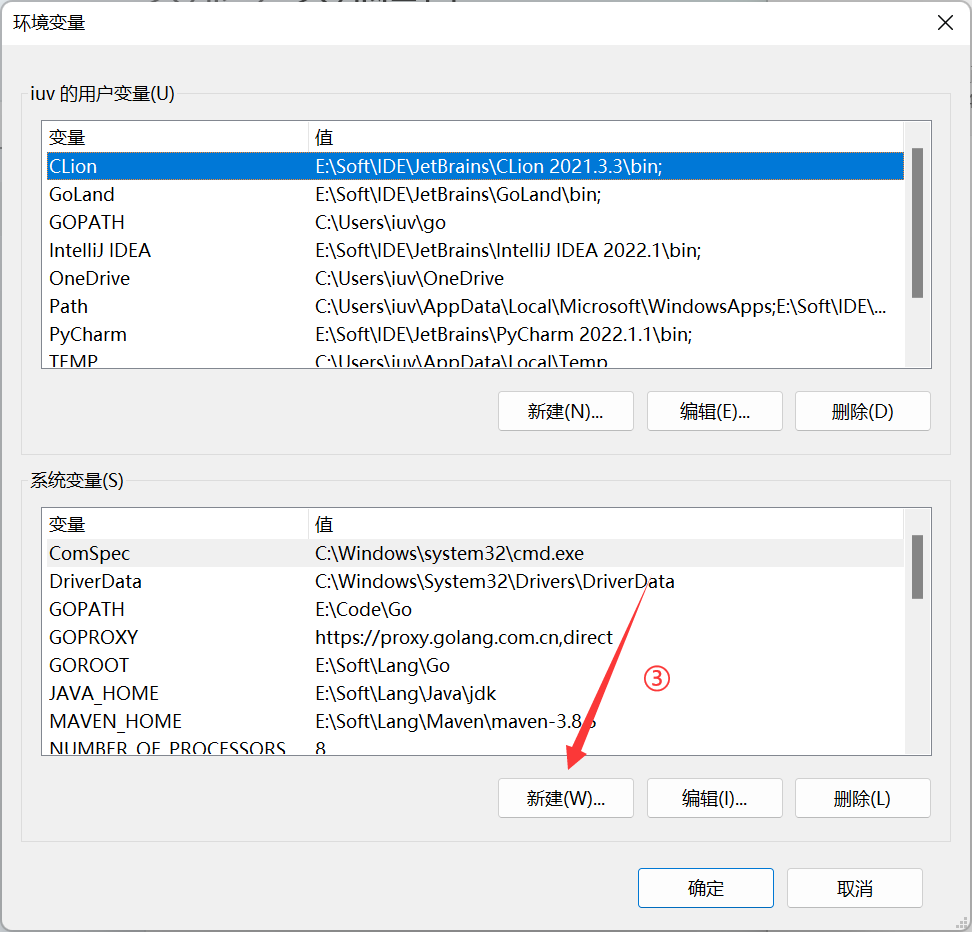 环境变量
iuv 的用户变量(U)
变量 值
CLion E:\Soft\IDE\JetBrains\CLion 2021.3.3\bin;
GoLand E:\Soft\IDE\JetBrains\GoLand\bin;
GOPATH C:\Users\iuv\go
IntelliJ IDEA E:\Soft\IDE\JetBrains\IntelliJ IDEA 2022.1\bin;
OneDrive C:\Users\iuv\OneDrive
Path C:\Users\iuv\AppData\Local\Microsoft\WindowsApps;E:\Soft\IDE\...
PyCharm E:\Soft\IDE\JetBrains\PyCharm 2022.1.1\bin;
TEMP C:\Users\iuv\AppData\Local\Temp
新建(N)... 编辑(E)... 删除(D)
系统变量(S)
变量 值
ComSpec C:\Windows\system32\cmd.exe
DriverData C:\Windows\System32\Drivers\DriverData
GOPATH E:\Code\Go
GOPROXY https://proxy.golang.com.cn,direct
GOROOT E:\Soft\Lang\Go
JAVA_HOME E:\Soft\Lang\Java\jdk
③
MAVEN_HOME E:\Soft\Lang\Maven\maven-3.8.6
NUMBER_OF_PROCESSORS 8
新建(W)... 编辑(I)... 删除(L)
确定 取消